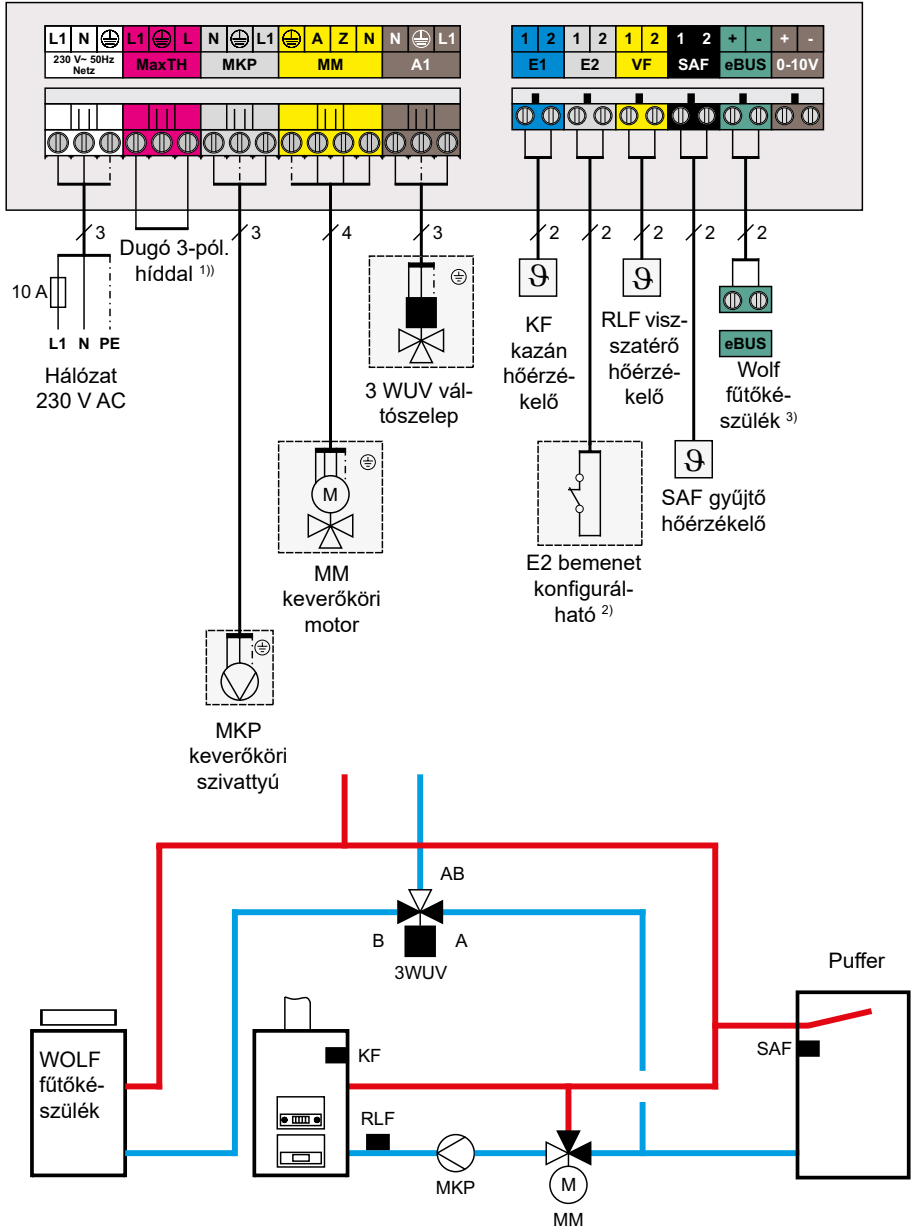 L1 N L1 L N L1 A Z N N L1
230 V~ 50Hz
Netz
MaxTH MKP MM A1
1 2 1 2 1 2 1 2 + - + -
E1 E2 VF SAF eBUS 0-10V
3 3 4 3 2 2 2 2 2
Dugó 3-pól.
híddal 1))
10 A
L1 N PE
Hálózat
230 V AC
3 WUV vál-
tószelep
ϑ
KF
kazán
hőérzé-
kelő
ϑ
RLF visz-
szatérő
hőérzé-
kelő
eBUS
Wolf
fűtőké-
szülék 3)
ϑ
SAF gyűjtő
hőérzékelő
M
MM
keverőköri
motor
E2 bemenet
konfigurál-
ható 2)
MKP
keverőköri
szivattyú
AB
B A
3WUV
Puffer
WOLF
fűtőké-
szülék
KF
SAF
RLF
MKP
M
MM